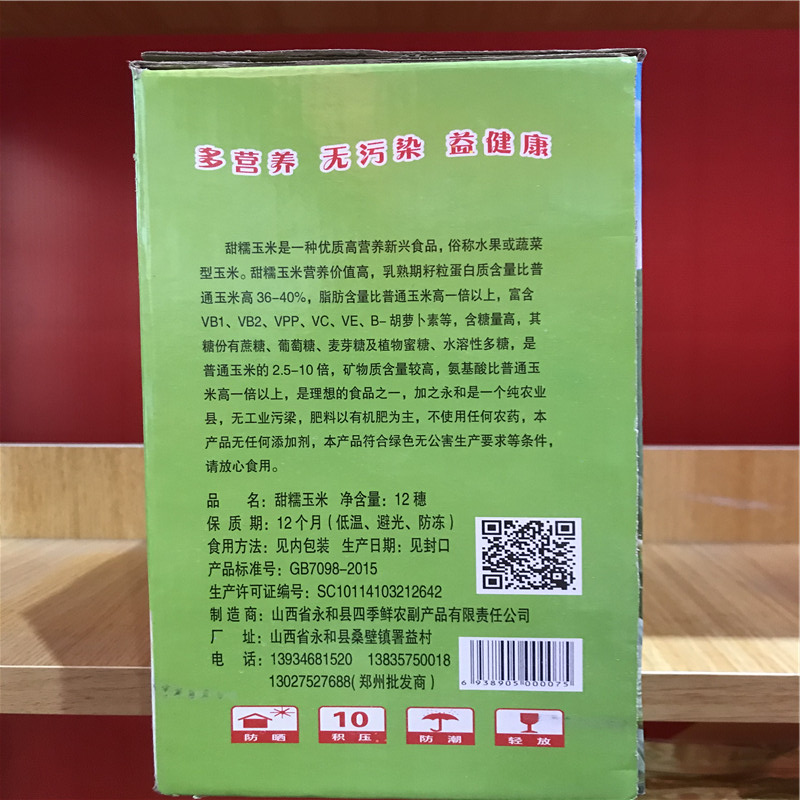 多营养 无污染 益健康
甜糯玉米是一种优质高营养新兴食品，俗称水果或蔬菜
型玉米。甜糯玉米营养价值高，乳熟期籽粒蛋白质含量比普
通玉米高36-40%，脂肪含量比普通玉米高一倍以上，富含
VB1、VB2、VPP、VC、VE、B-胡萝卜素等，含糖量高，其
糖份有蔗糖、葡萄糖、麦芽糖及植物蜜糖、水溶性多糖，是
普通玉米的2.5-10倍，矿物质含量较高，氨基酸比普通玉
米高一倍以上，是理想的食品之一，加之永和是一个纯农业
县，无工业污梁，肥料以有机肥为主，不使用任何农药，本
产品无任何添加剂，本产品符合绿色无公害生产要求等条件，
请放心食用。
品 名：甜糯玉米 净含量：12穗
保质期：12个月（低温、避光、防冻）
食用方法：见内包装 生产日期：见封口
产品标准号：GB7098-2015
生产许可证编号：SC10114103212642
制造商：山西省永和县四季鲜农副产品有限责任公司
厂 址：山西省永和县桑壁镇署益村
电 话：13934681520 13835750018
13027527688（郑州批发商）
6 938905 000075
10
防晒 积压 防潮 轻放